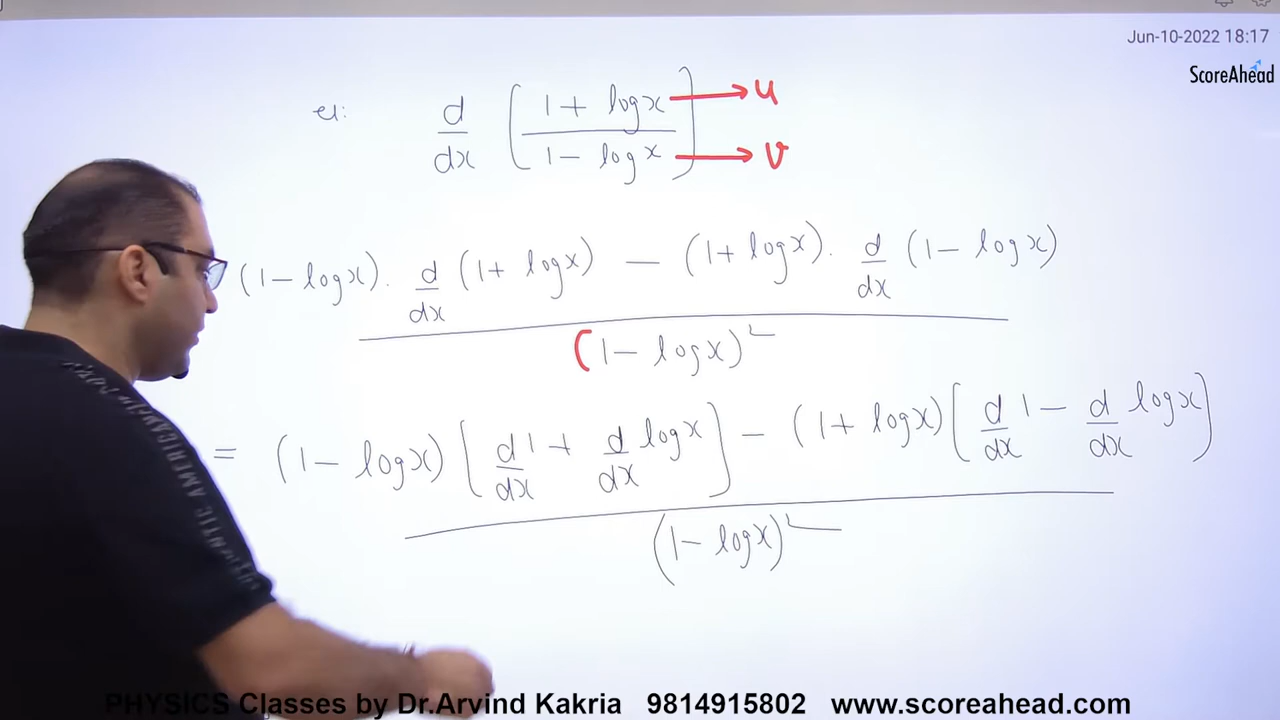 Jun-10-2022 18:17
ScoreAhead
d/dx [ (1 + log x) / (1 - log x) ] → u → v
(1 - log x) . d/dx (1 + log x) - (1 + log x) . d/dx (1 - log x)
(1 - log x)²
= (1 - log x) [ d/dx 1 + d/dx log x ] - (1 + log x) [ d/dx 1 - d/dx log x ]
(1 - log x)²
PHYSICS Classes by Dr.Arvind Kakria 9814915802 www.scoreahead.com